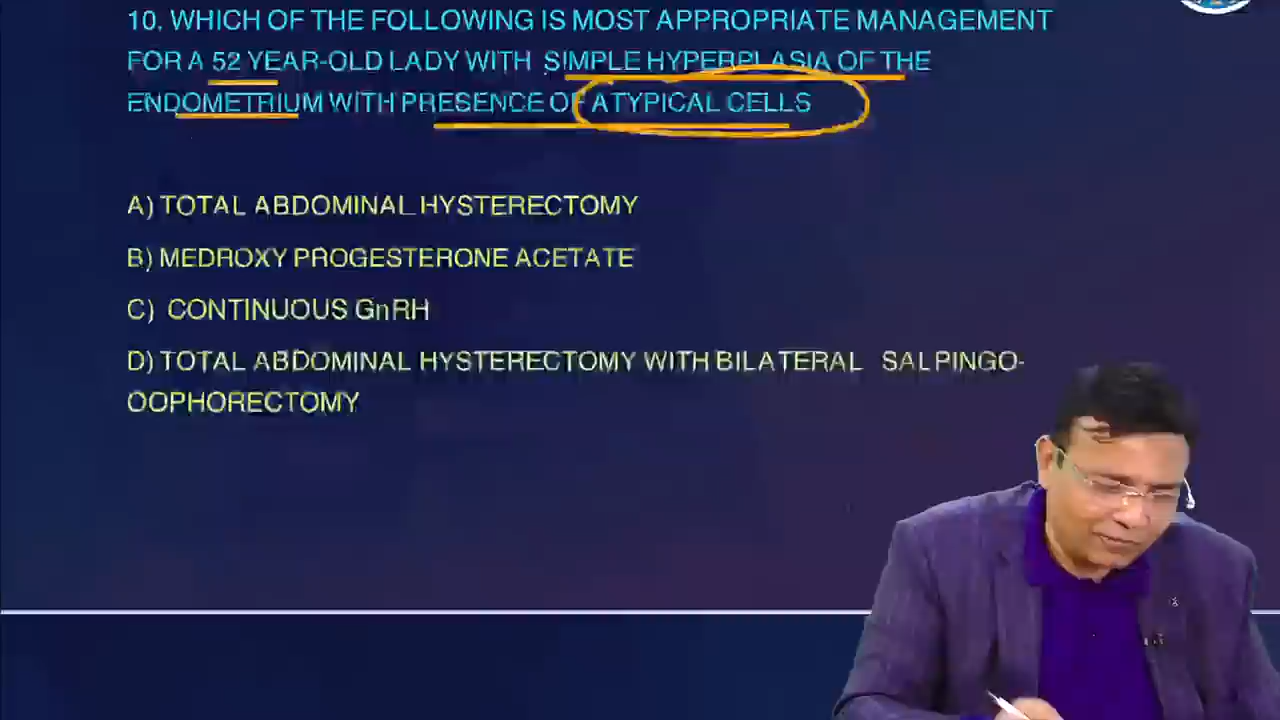 10. WHICH OF THE FOLLOWING IS MOST APPROPRIATE MANAGEMENT
FOR A 52 YEAR-OLD LADY WITH SIMPLE HYPERPLASIA OF THE
ENDOMETRIUM WITH PRESENCE OF ATYPICAL CELLS
A) TOTAL ABDOMINAL HYSTERECTOMY
B) MEDROXY PROGESTERONE ACETATE
C) CONTINUOUS GnRH
D) TOTAL ABDOMINAL HYSTERECTOMY WITH BILATERAL SALPINGO-
OOPHORECTOMY